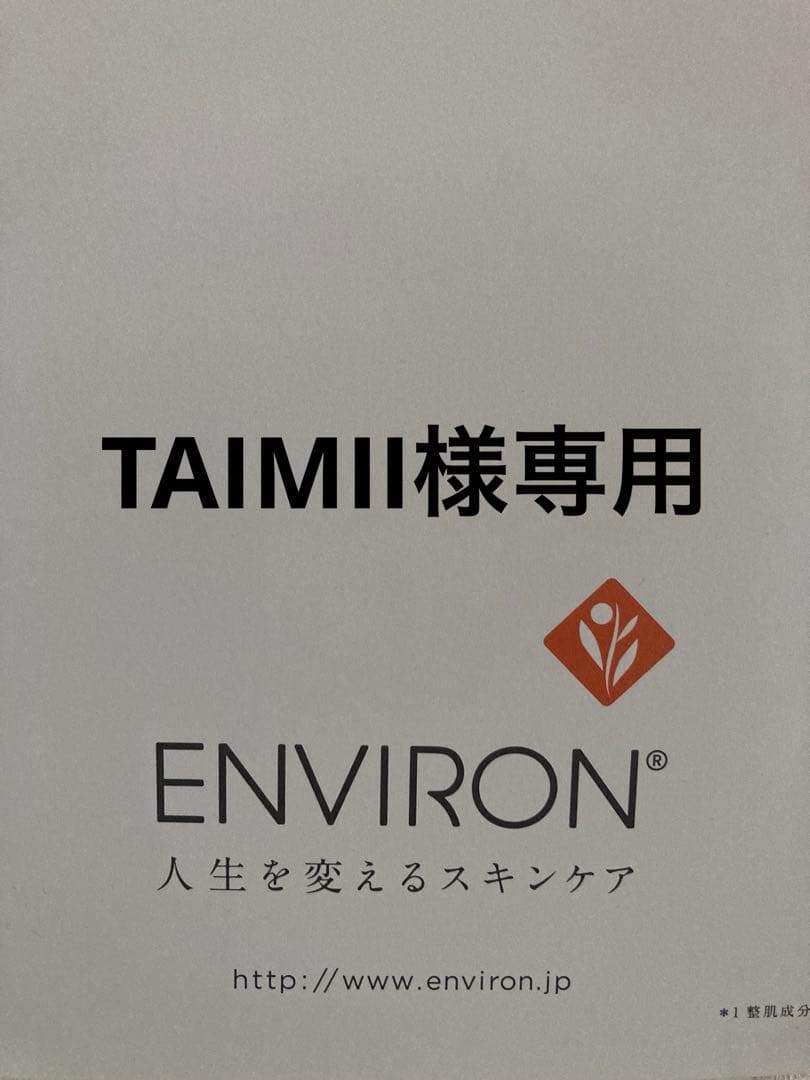 TAIMII様専用
ENVIRON®
人生を変えるスキンケア
http://www.environ.jp
*1 整肌成分